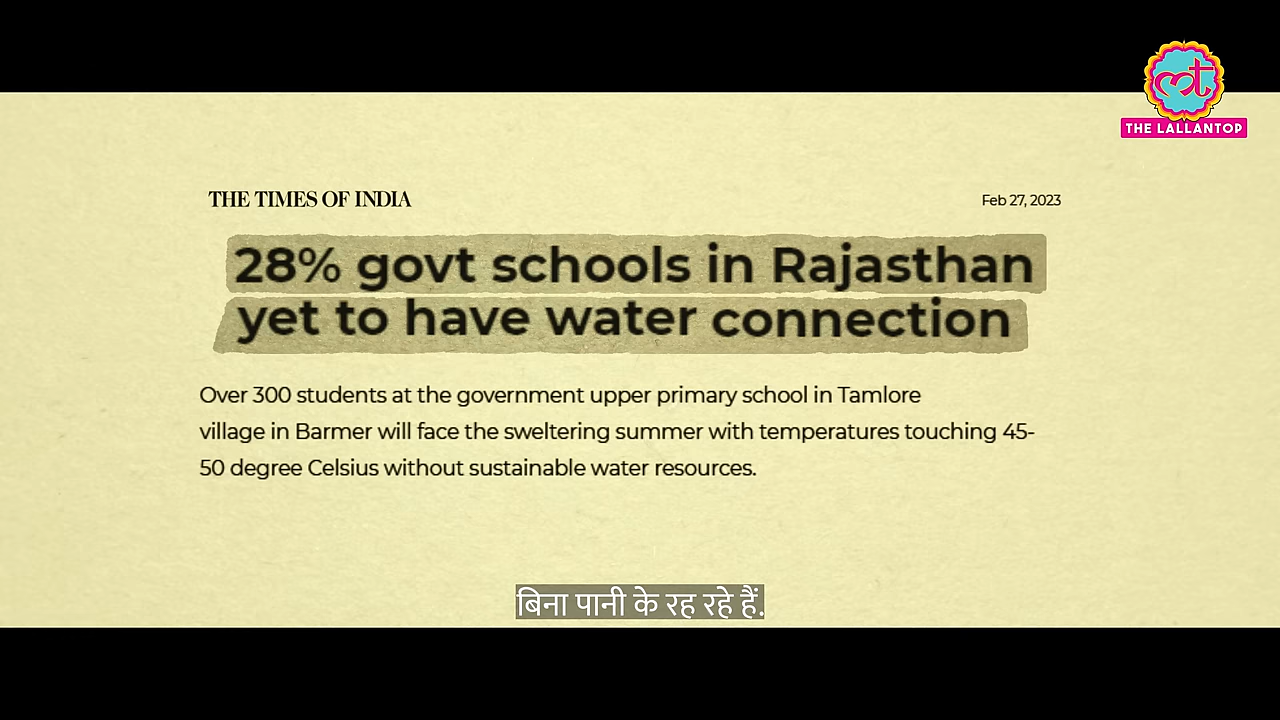 लT
THE LALLANTOP
THE TIMES OF INDIA
Feb 27, 2023
28% govt schools in Rajasthan
yet to have water connection
Over 300 students at the government upper primary school in Tamlore
village in Barmer will face the sweltering summer with temperatures touching 45-
50 degree Celsius without sustainable water resources.
बिना पानी के रह रहे हैं.